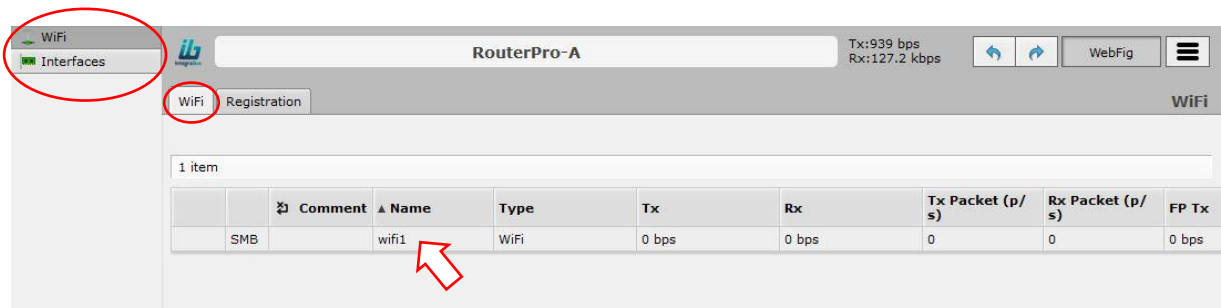 WiFi
Interfaces
RouterPro-A
Tx:939 bps
Rx:127.2 kbps
WebFig
WiFi
Registration
WiFi
1 item
Comment
▲ Name
Type
Tx
Rx
Tx Packet (p/
s)
Rx Packet (p/
s)
FP Tx
SMB
wifi1
WiFi
0 bps
0 bps
0
0
0 bps